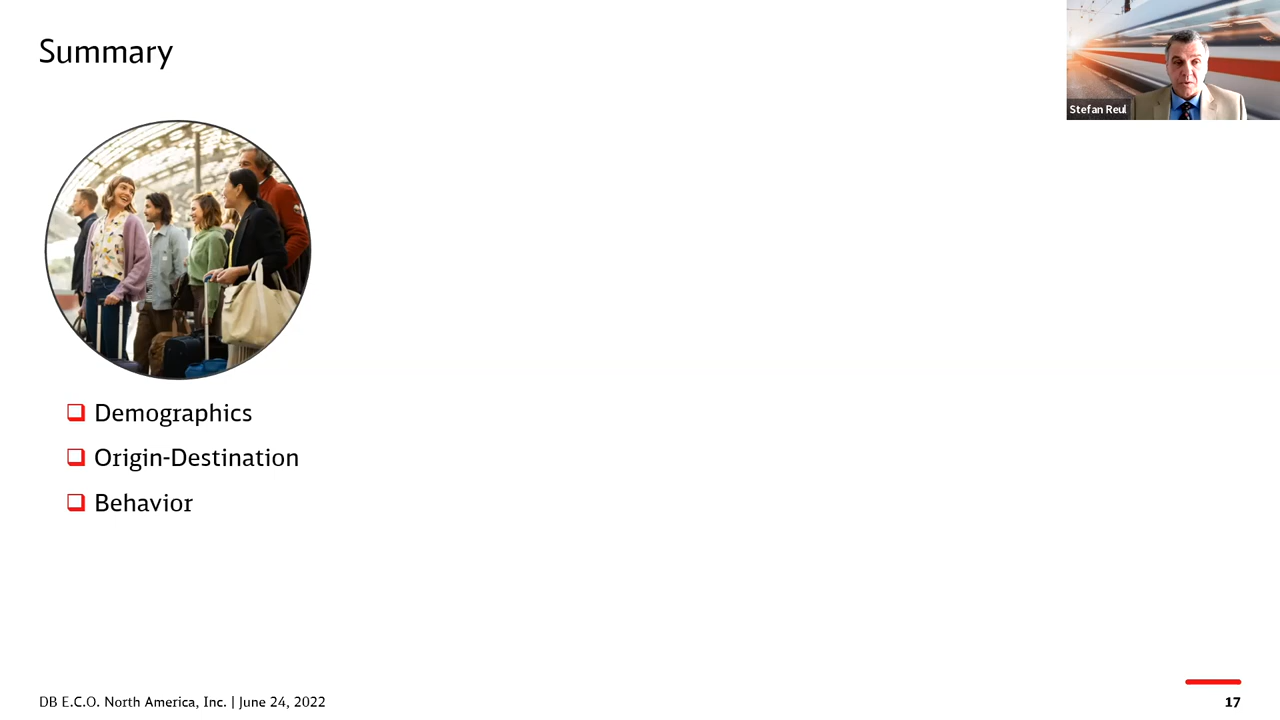 Summary
Stefan Reul
Demographics
Origin-Destination
Behavior
DB E.C.O. North America, Inc. | June 24, 2022
17